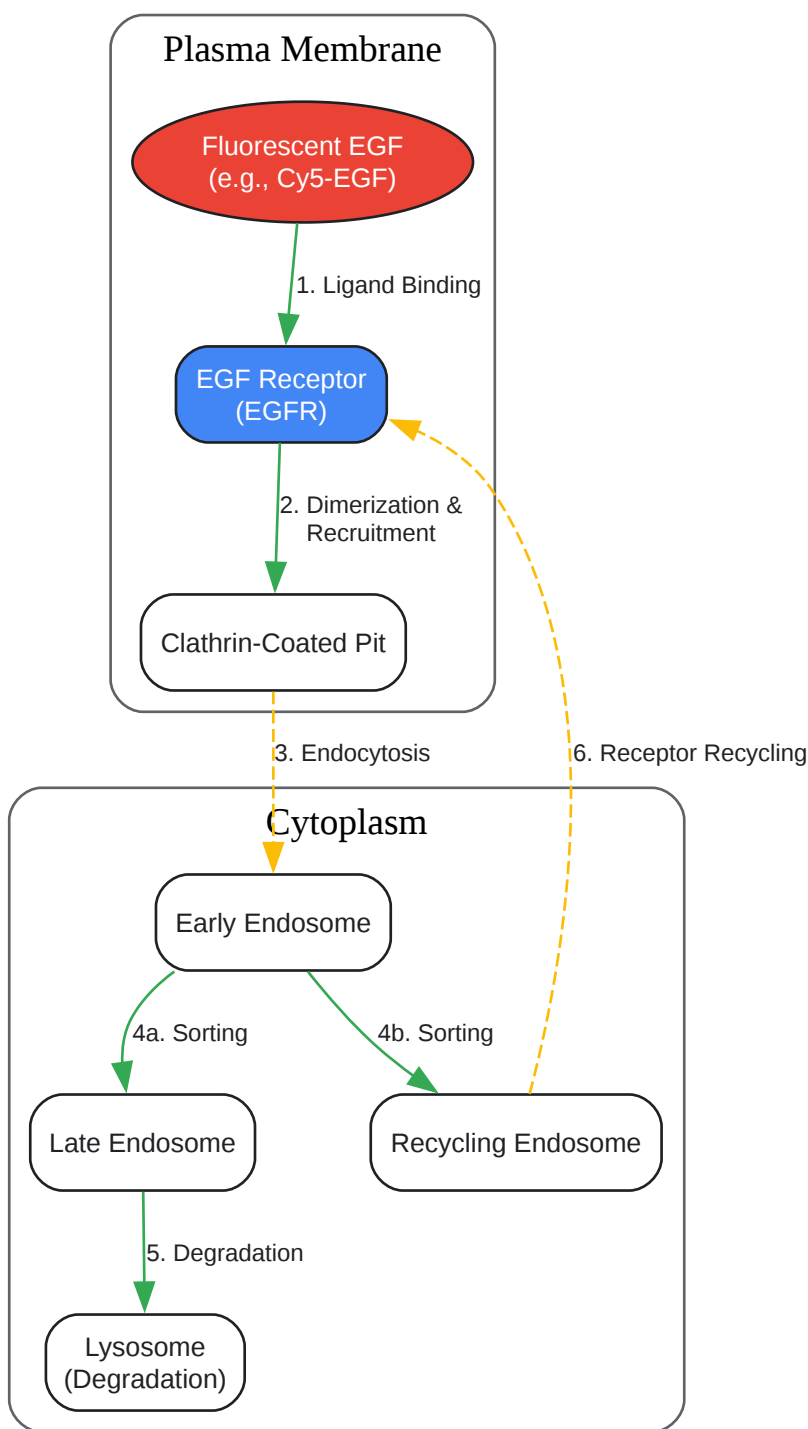 Plasma Membrane
Fluorescent EGF
(e.g., Cy5-EGF)
1. Ligand Binding
EGF Receptor
(EGFR)
2. Dimerization &
Recruitment
Clathrin-Coated Pit
3. Endocytosis
6. Receptor Recycling
Cytoplasm
Early Endosome
4a. Sorting
4b. Sorting
Late Endosome
Recycling Endosome
5. Degradation
Lysosome
(Degradation)